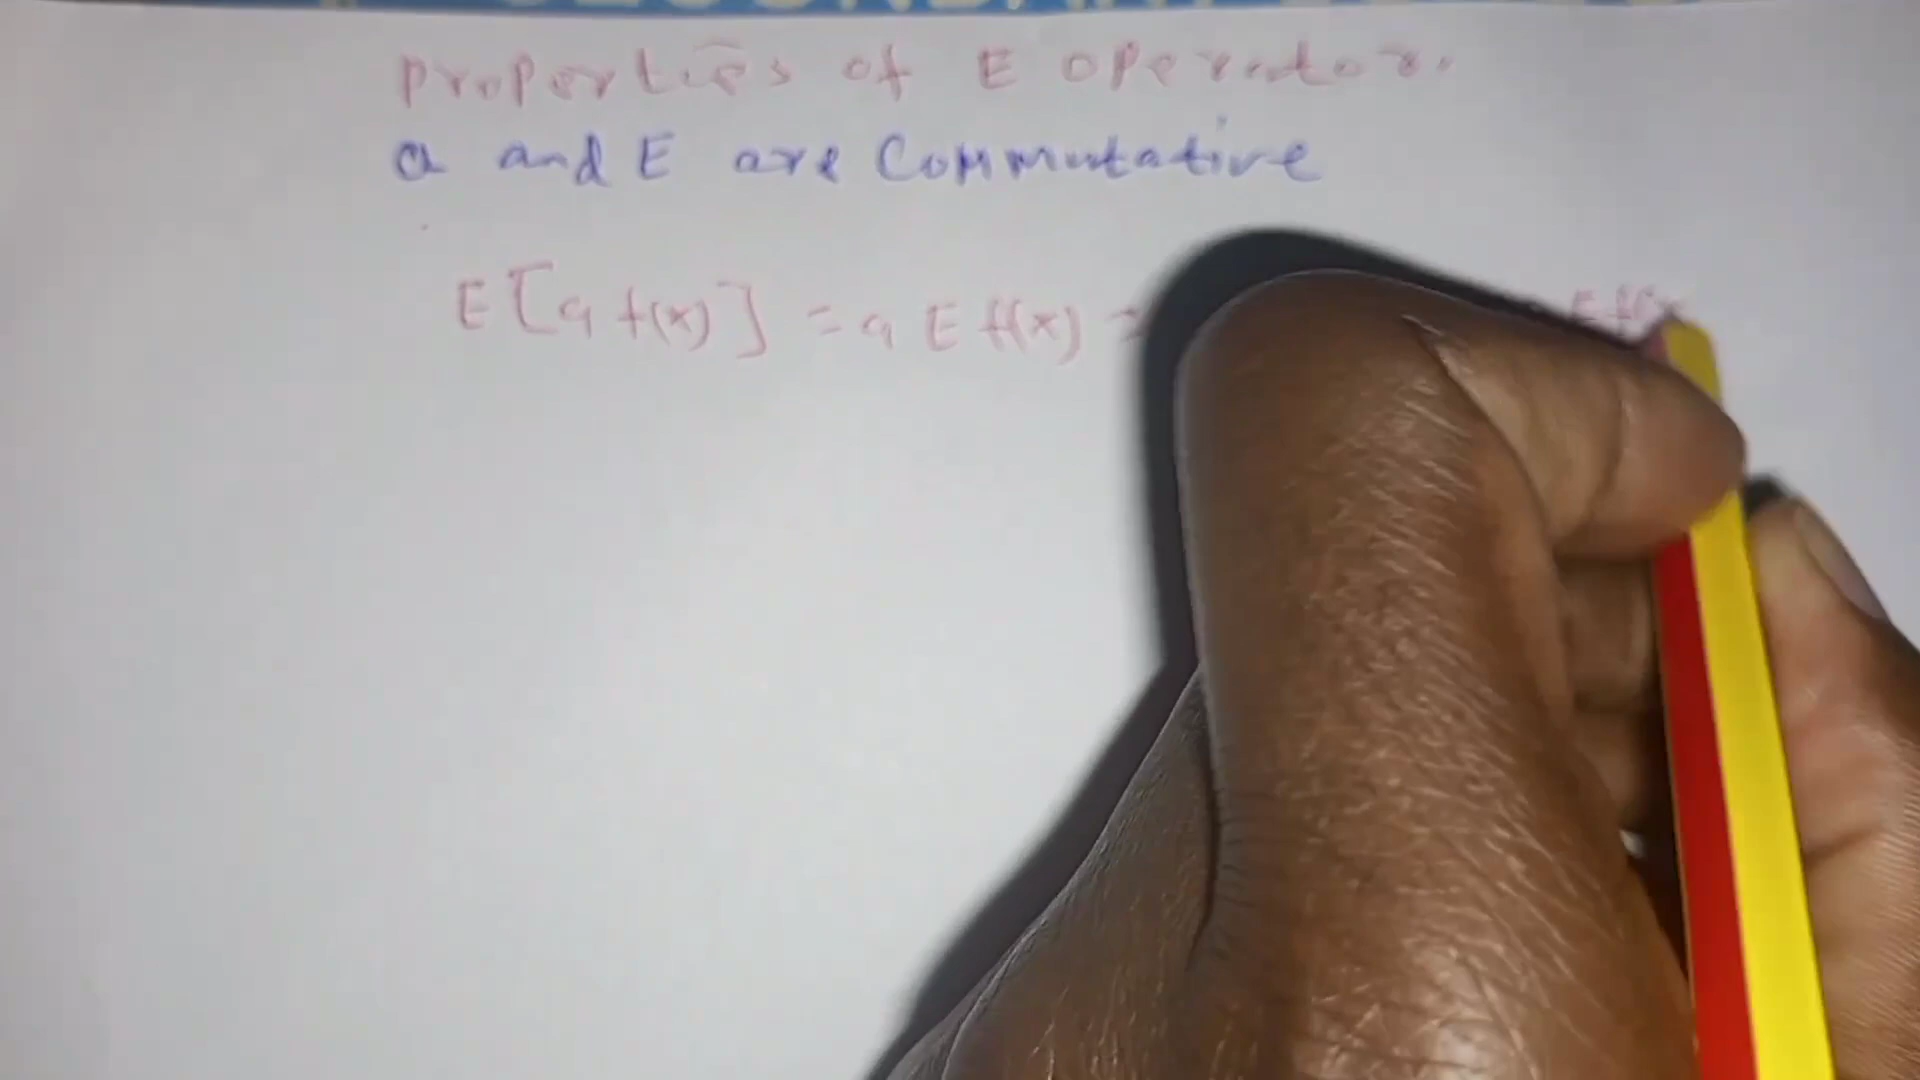 properties of E operator.
a and E are Commutative
E[a f(x)] = a E f(x) = E f(x